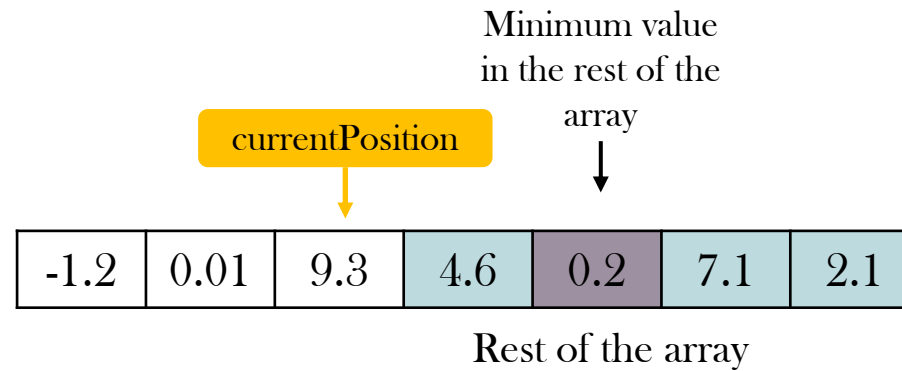 Minimum value
in the rest of the
array
currentPosition
-1.2 0.01 9.3 4.6 0.2 7.1 2.1
Rest of the array